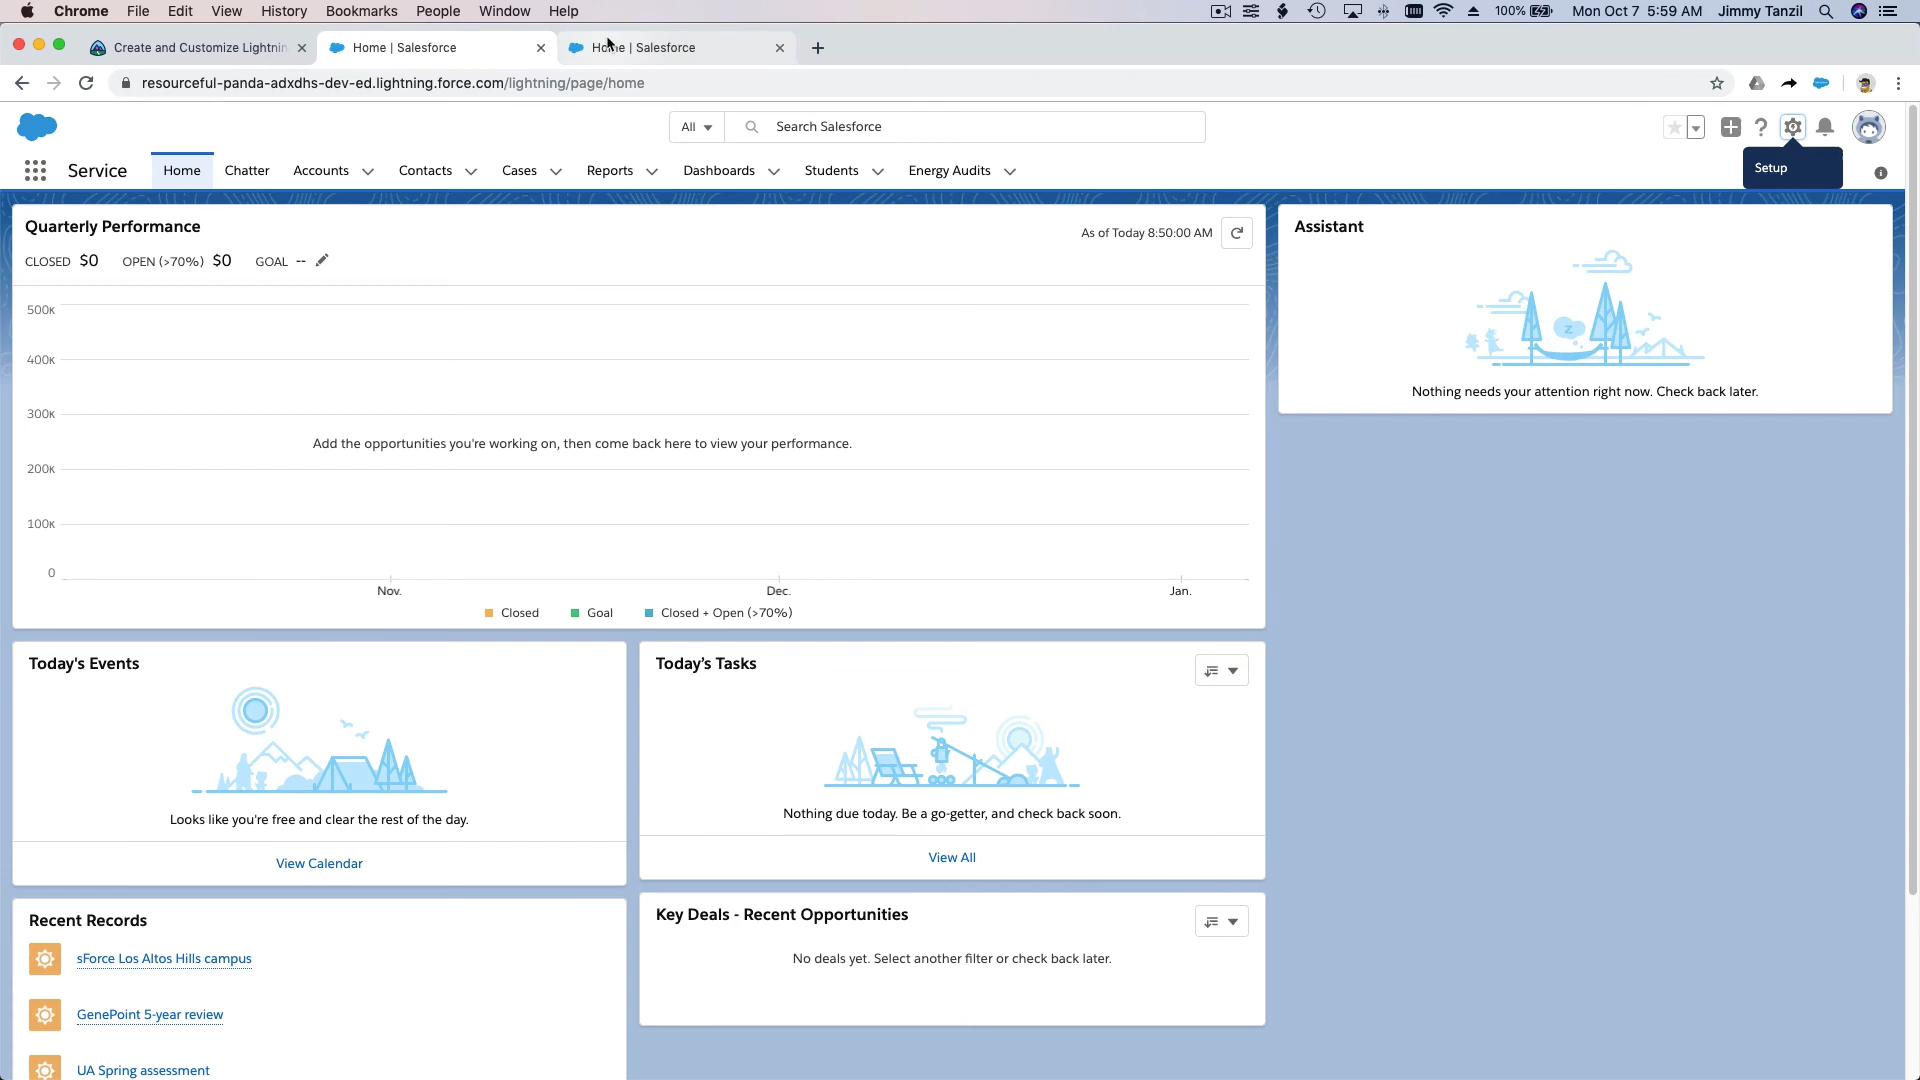 Chrome File Edit View History Bookmarks People Window Help 100% Mon Oct 7 5:59 AM Jimmy Tanzil
Create and Customize Lightnin Home | Salesforce Home | Salesforce
resourceful-panda-adxdhs-dev-ed.lightning.force.com/lightning/page/home
All Search Salesforce
Setup
Service Home Chatter Accounts Contacts Cases Reports Dashboards Students Energy Audits
Quarterly Performance
As of Today 8:50:00 AM
CLOSED $0 OPEN (>70%) $0 GOAL --
500K
400K
300K
Add the opportunities you're working on, then come back here to view your performance.
200K
100K
0
Nov. Dec. Jan.
Closed Goal Closed + Open (>70%)
Assistant
z
Nothing needs your attention right now. Check back later.
Today's Events
Looks like you're free and clear the rest of the day.
View Calendar
Today’s Tasks
Nothing due today. Be a go-getter, and check back soon.
View All
Recent Records
sForce Los Altos Hills campus
GenePoint 5-year review
UA Spring assessment
Key Deals - Recent Opportunities
No deals yet. Select another filter or check back later.